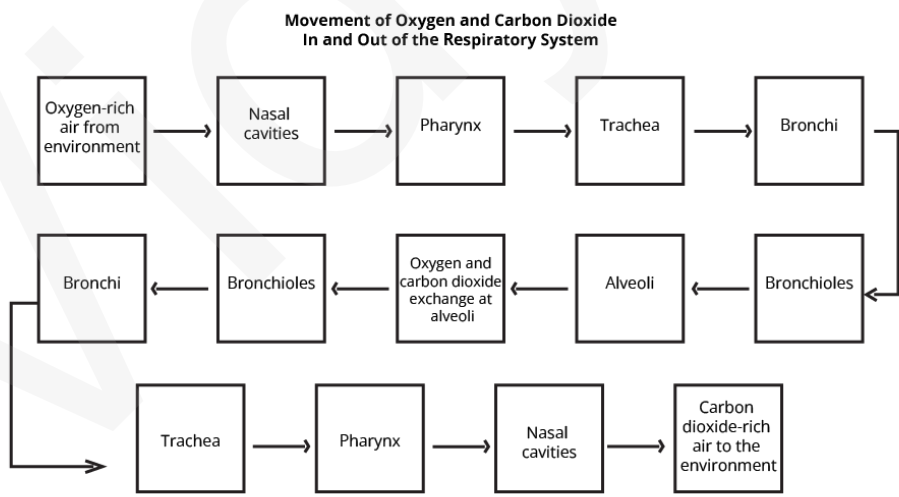 Movement of Oxygen and Carbon Dioxide
In and Out of the Respiratory System
Oxygen-rich
air from
environment
Nasal
cavities
Pharynx
Trachea
Bronchi
Bronchi
Bronchioles
Oxygen and
carbon dioxide
exchange at
alveoli
Alveoli
Bronchioles
Trachea
Pharynx
Nasal
cavities
Carbon
dioxide-rich
air to the
environment